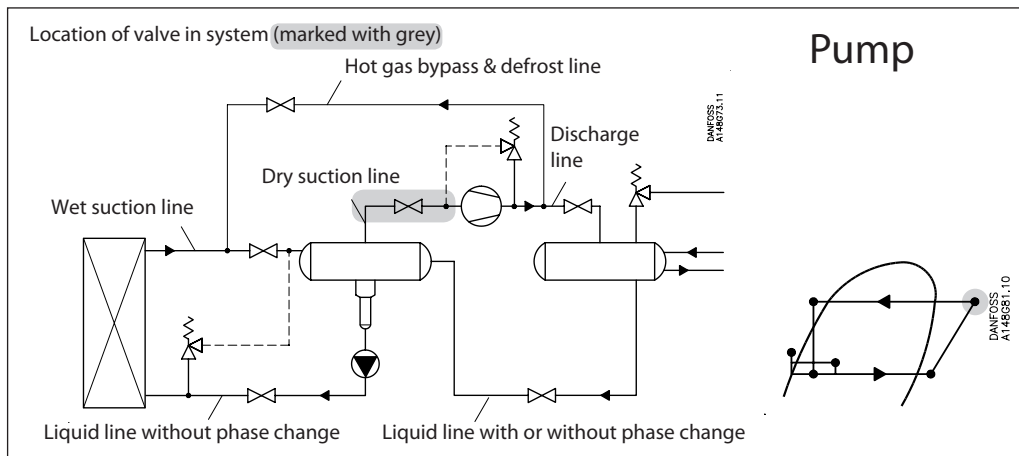 Location of valve in system (marked with grey)
Pump
Hot gas bypass & defrost line
DANFOSS
A148G73.11
Discharge
line
Dry suction line
Wet suction line
DANFOSS
A148G81.10
Liquid line without phase change
Liquid line with or without phase change